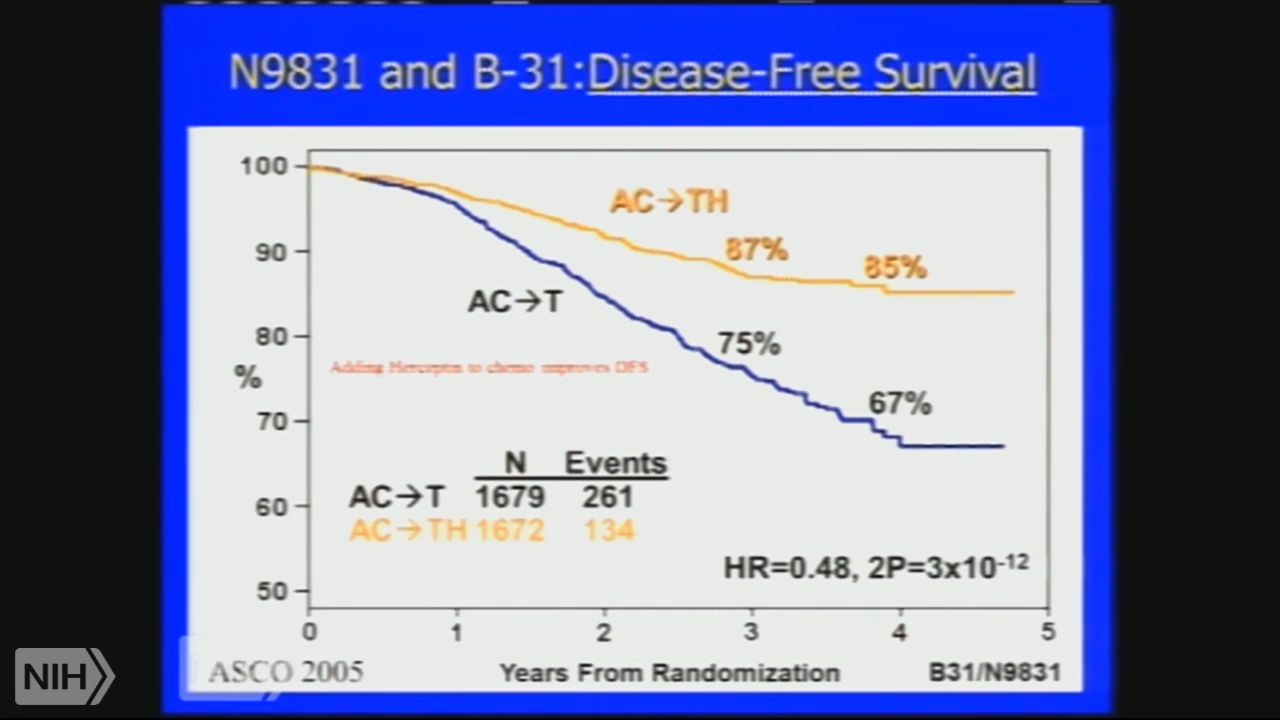 N9831 and B-31:Disease-Free Survival
100
90
80
70
60
50
%
AC→TH
87%
85%
AC→T
75%
67%
Adding Herceptin to chemo improves DFS
N Events
AC→T 1679 261
AC→TH 1672 134
HR=0.48, 2P=3x10⁻¹²
0 1 2 3 4 5
ASCO 2005
Years From Randomization
B31/N9831
NIH